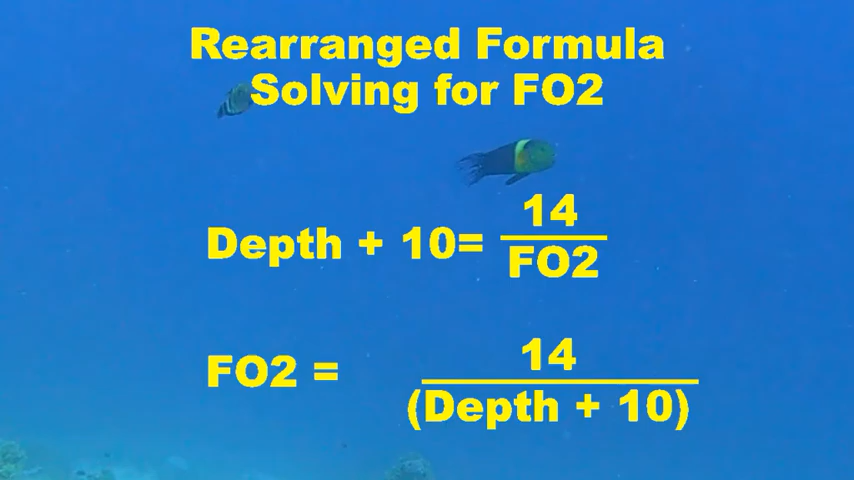 Rearranged Formula
Solving for FO2
Depth + 10= 14/FO2
FO2 = 14/(Depth + 10)